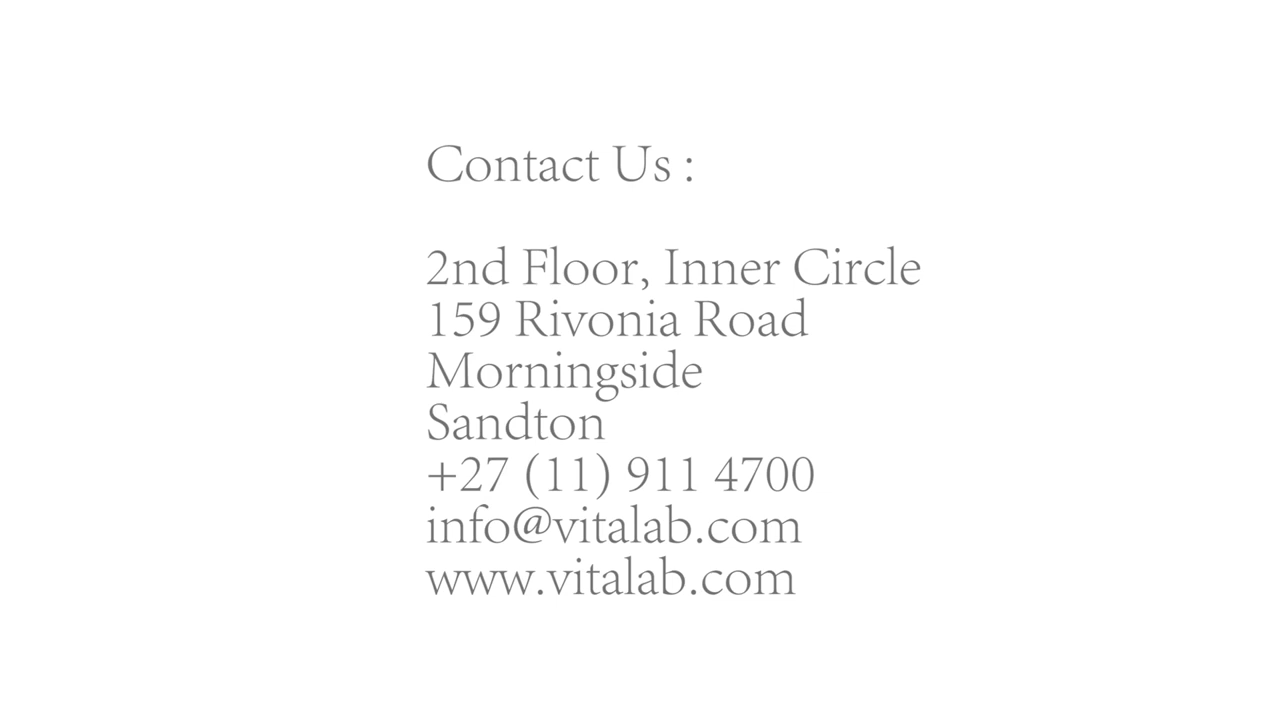 Contact Us :
2nd Floor, Inner Circle
159 Rivonia Road
Morningside
Sandton
+27 (11) 911 4700
info@vitalab.com
www.vitalab.com